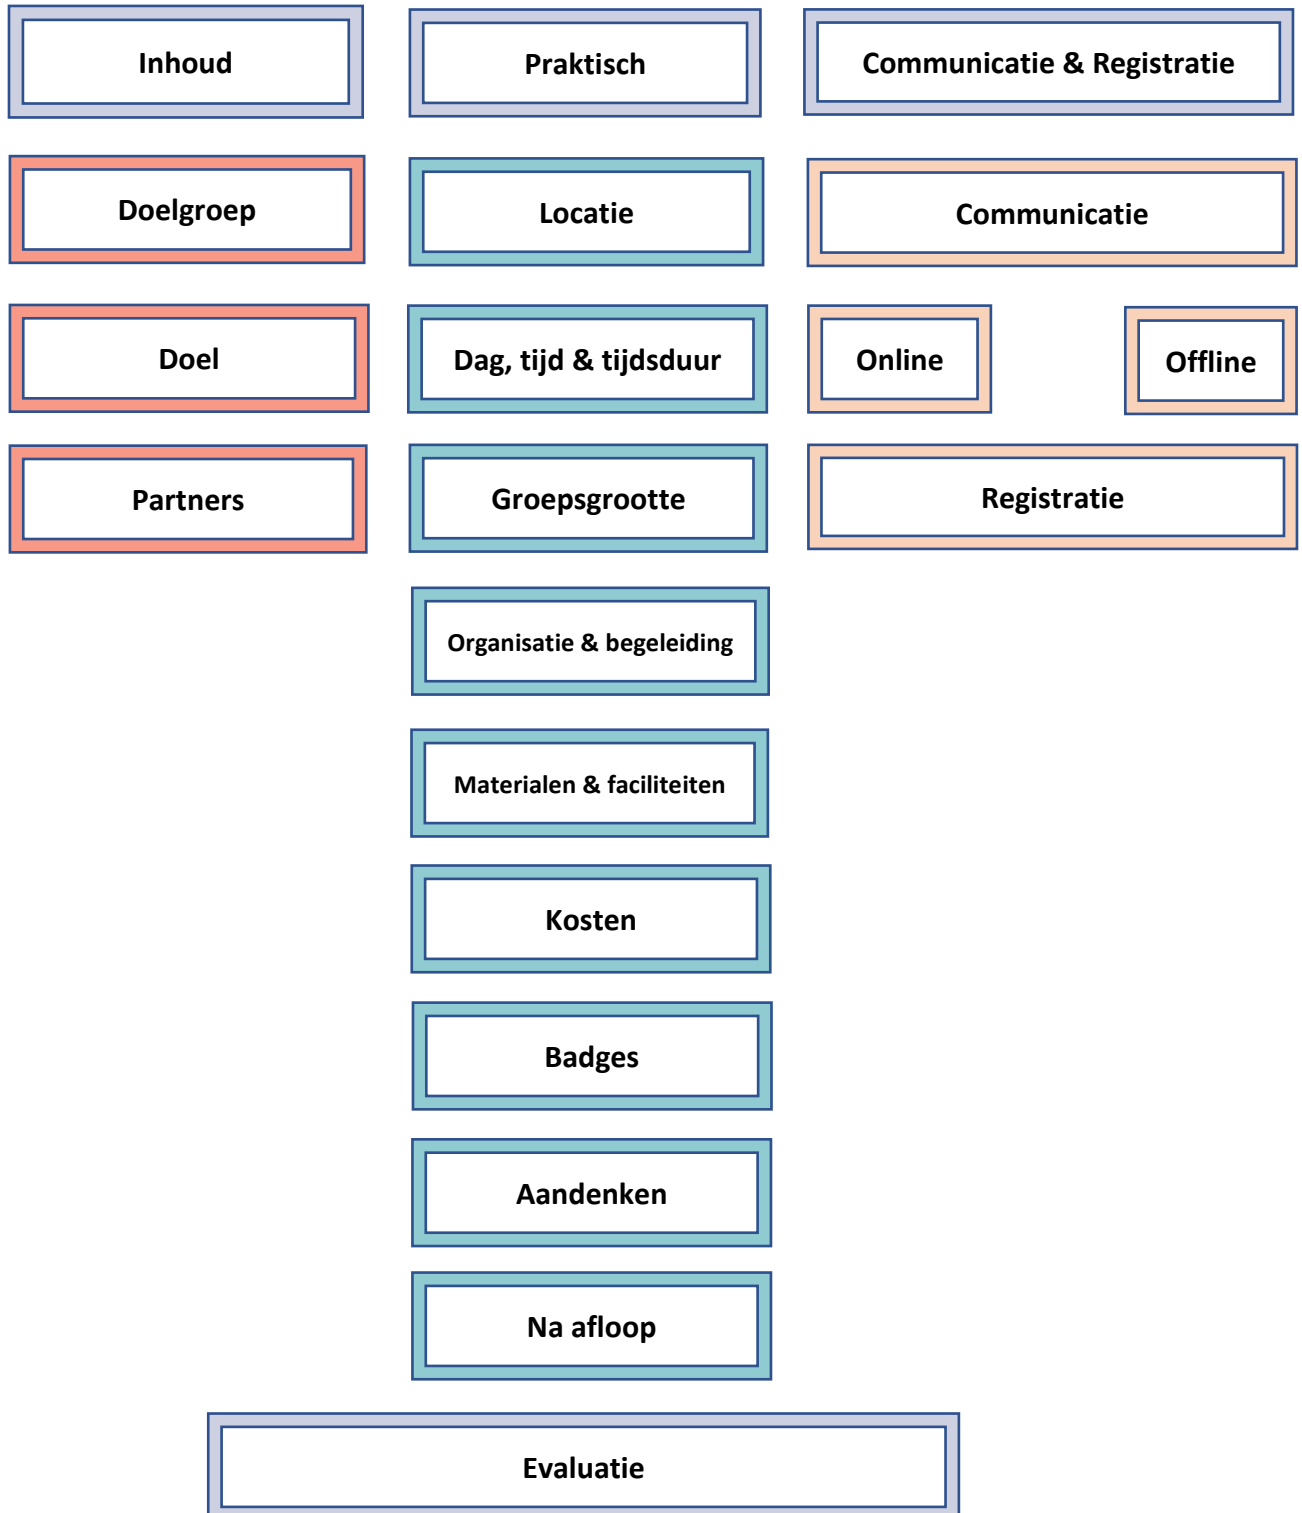 Inhoud
Praktisch
Communicatie & Registratie
Doelgroep
Locatie
Communicatie
Doel
Dag, tijd & tijdsduur
Online
Offline
Partners
Groepsgrootte
Registratie
Organisatie & begeleiding
Materialen & faciliteiten
Kosten
Badges
Aandenken
Na afloop
Evaluatie